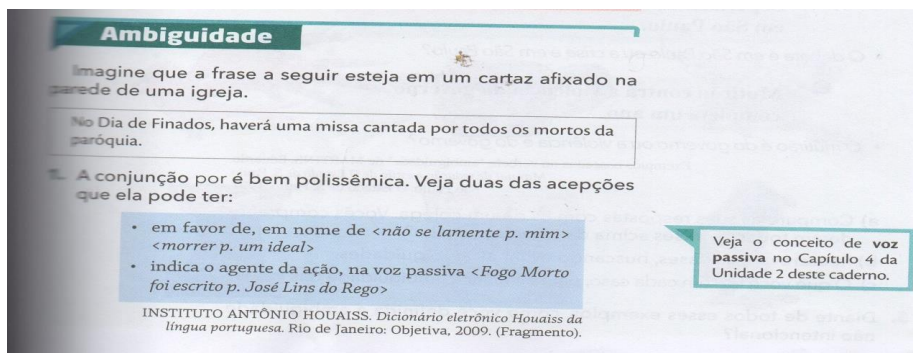 Ambiguidade
Imagine que a frase a seguir esteja em um cartaz afixado na
parede de uma igreja.
No Dia de Finados, haverá uma missa cantada por todos os mortos da
paróquia.
1. A conjunção por é bem polissêmica. Veja duas das acepções
que ela pode ter:
• em favor de, em nome de <não se lamente p. mim>
<morrer p. um ideal>
• indica o agente da ação, na voz passiva <Fogo Morto
foi escrito p. José Lins do Rego>
INSTITUTO ANTÔNIO HOUAISS. Dicionário eletrônico Houaiss da
língua portuguesa. Rio de Janeiro: Objetiva, 2009. (Fragmento).
Veja o conceito de voz
passiva no Capítulo 4 da
Unidade 2 deste caderno.